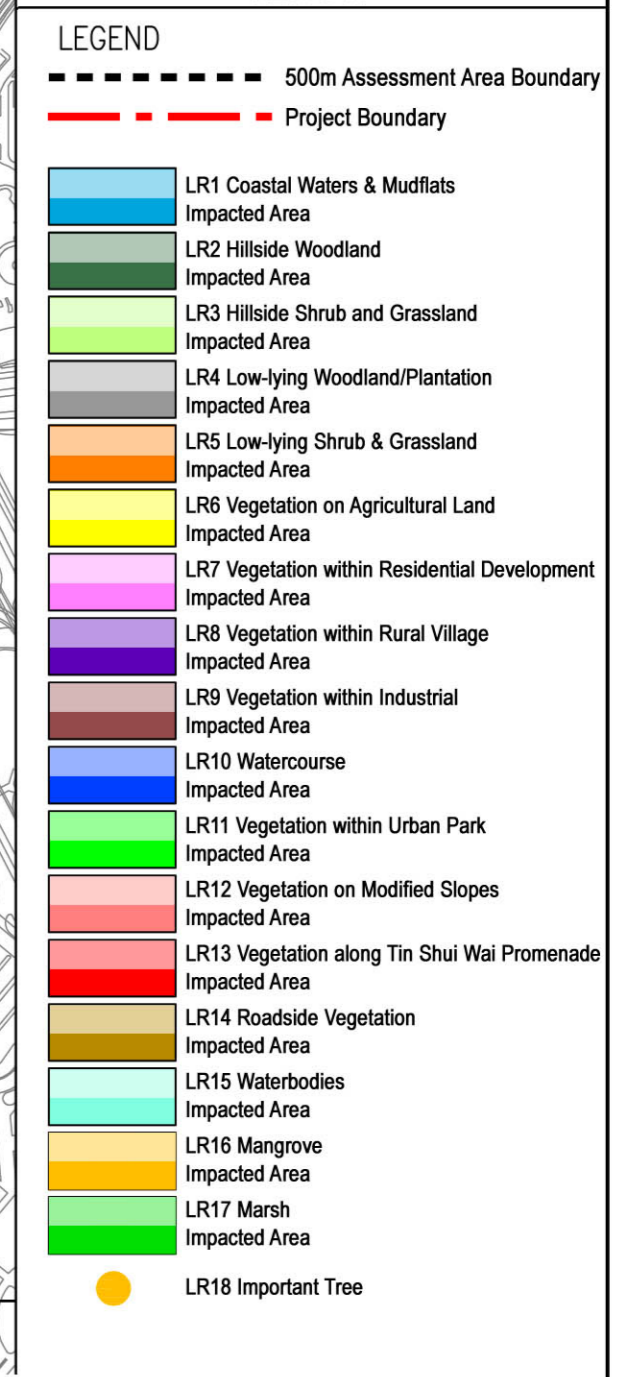 LEGEND
500m Assessment Area Boundary
Project Boundary
LR1 Coastal Waters & Mudflats
Impacted Area
LR2 Hillside Woodland
Impacted Area
LR3 Hillside Shrub and Grassland
Impacted Area
LR4 Low-lying Woodland/Plantation
Impacted Area
LR5 Low-lying Shrub & Grassland
Impacted Area
LR6 Vegetation on Agricultural Land
Impacted Area
LR7 Vegetation within Residential Development
Impacted Area
LR8 Vegetation within Rural Village
Impacted Area
LR9 Vegetation within Industrial
Impacted Area
LR10 Watercourse
Impacted Area
LR11 Vegetation within Urban Park
Impacted Area
LR12 Vegetation on Modified Slopes
Impacted Area
LR13 Vegetation along Tin Shui Wai Promenade
Impacted Area
LR14 Roadside Vegetation
Impacted Area
LR15 Waterbodies
Impacted Area
LR16 Mangrove
Impacted Area
LR17 Marsh
Impacted Area
LR18 Important Tree